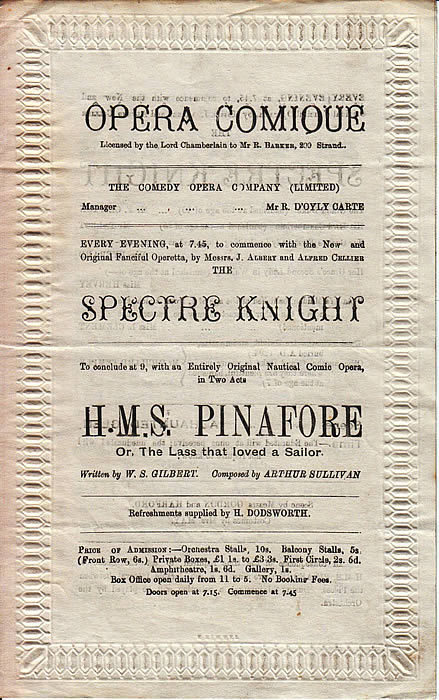 OPERA COMIQUE
Licensed by the Lord Chamberlain to Mr R. BARKER, 299 Strand..
THE COMEDY OPERA COMPANY (LIMITED)
Manager ... ... ... ... Mr R. D'OYLY CARTE
EVERY EVENING, at 7.45, to commence with the New and
Original Fanciful Operetta, by Messrs. J. ALBERY and ALFRED CELLIER
THE
SPECTRE KNIGHT
To conclude at 9, with an Entirely Original Nautical Comic Opera,
in Two Acts
H.M.S. PINAFORE
Or, The Lass that loved a Sailor.
Written by W. S. GILBERT. Composed by ARTHUR SULLIVAN
Refreshments supplied by H. DODSWORTH.
PRICE OF ADMISSION:—Orchestra Stalls, 10s. Balcony Stalls, 5s.
(Front Row, 6s.) Private Boxes, £1 1s. to £3 3s. First Circle, 2s. 6d.
Amphitheatre, 1s. 6d. Gallery, 1s.
Box Office open daily from 11 to 5. No Booking Fees.
Doors open at 7.15. Commence at 7.45